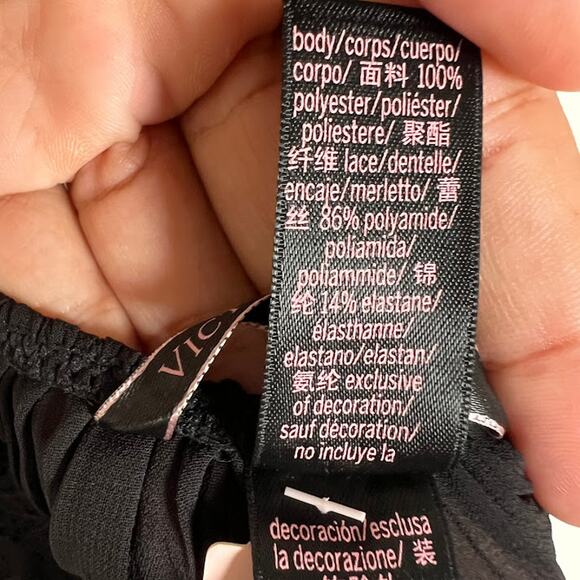 body/corps/cuerpo/
corpo/ 面料 100%
polyester/poliéster/
poliestere/ 聚酯
纤维 lace/dentelle/
encaje/merletto/ 蕾
丝 86% polyamide/
poliamida/
poliammide/ 锦
纶 14% elastane/
élasthanne/
elastano/elastan/
氨纶 exclusive
of decoration/
sauf décoration/
no incluye la
decoración/esclusa
la decorazione/ 装
VIC